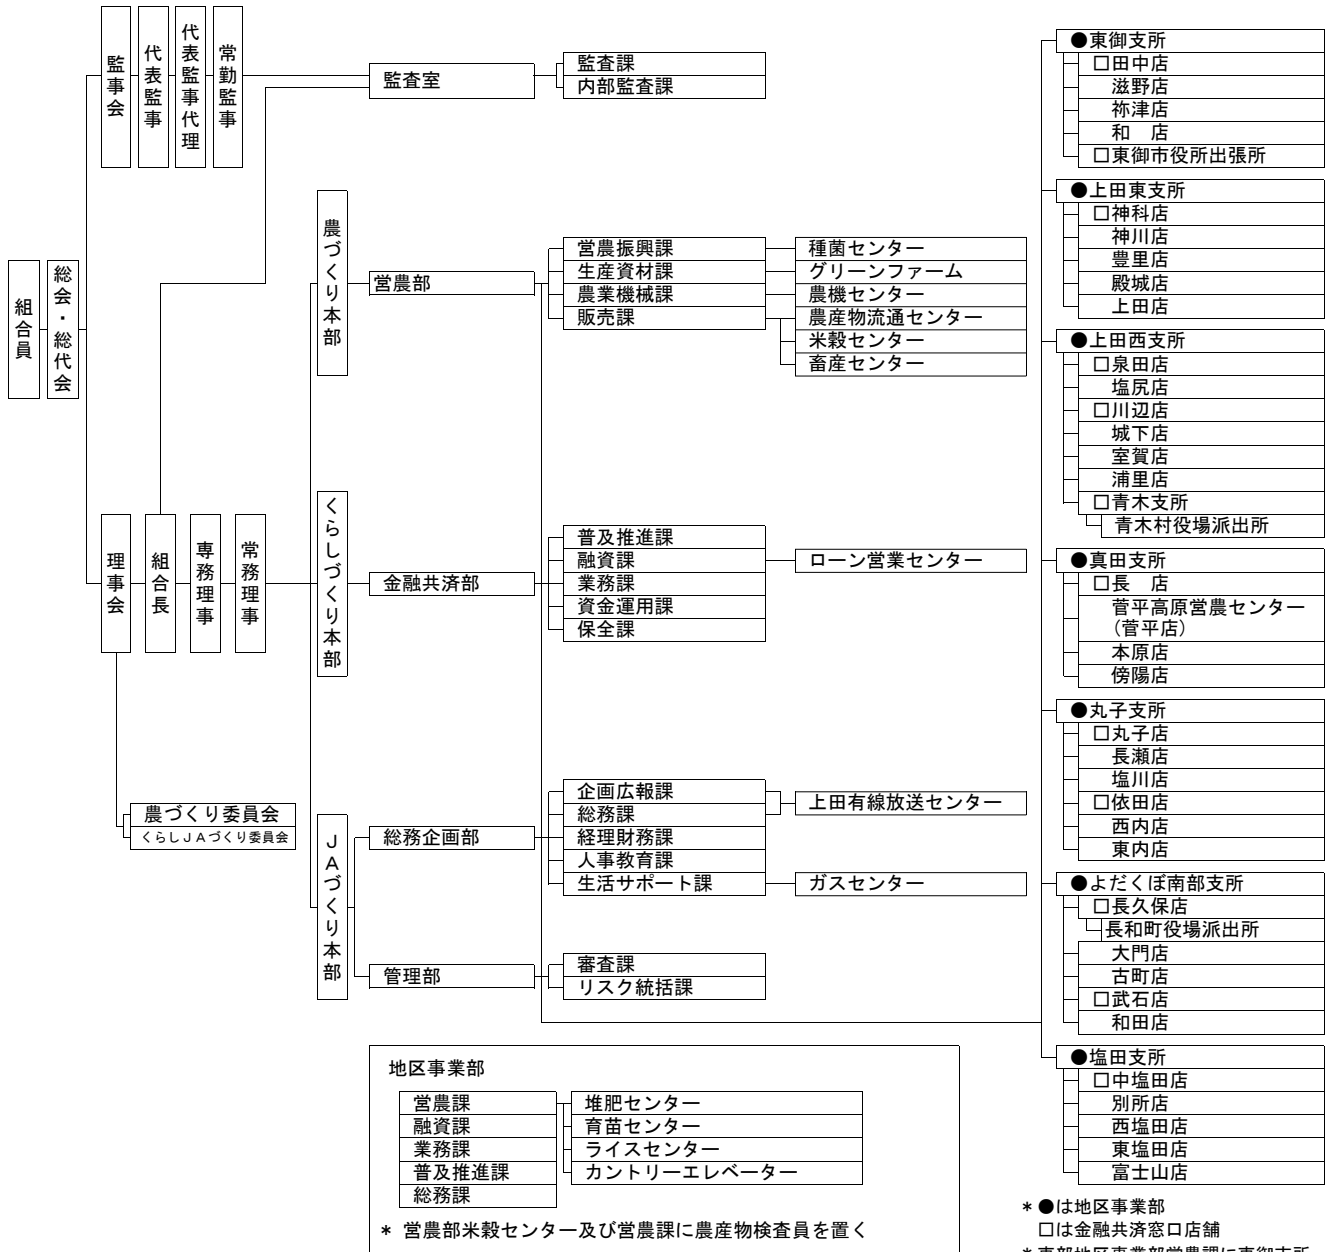 組合員
総会・総代会
監事会
代表監事
代表監事代理
常勤監事
監査室
監査課
内部監査課
理事会
組合長
専務理事
常務理事
農づくり委員会
くらしJAづくり委員会
農づくり本部
営農部
営農振興課
生産資材課
農業機械課
販売課
種菌センター
グリーンファーム
農機センター
農産物流通センター
米穀センター
畜産センター
くらしづくり本部
金融共済部
普及推進課
融資課
業務課
資金運用課
保全課
ローン営業センター
JAづくり本部
総務企画部
企画広報課
総務課
経理財務課
人事教育課
生活サポート課
上田有線放送センター
ガスセンター
管理部
審査課
リスク統括課
●東御支所
□田中店
滋野店
祢津店
和 店
□東御市役所出張所
●上田東支所
□神科店
神川店
豊里店
殿城店
上田店
●上田西支所
□泉田店
塩尻店
□川辺店
城下店
室賀店
浦里店
□青木支所
青木村役場派出所
●真田支所
□長 店
菅平高原営農センター
(菅平店)
本原店
傍陽店
●丸子支所
□丸子店
長瀬店
塩川店
□依田店
西内店
東内店
●よだくぼ南部支所
□長久保店
長和町役場派出所
大門店
古町店
□武石店
和田店
●塩田支所
□中塩田店
別所店
西塩田店
東塩田店
富士山店
地区事業部
営農課
融資課
業務課
普及推進課
総務課
堆肥センター
育苗センター
ライスセンター
カントリーエレベーター
* 営農部米穀センター及び営農課に農産物検査員を置く
* ●は地区事業部
□は金融共済窓口店舗
* 東部地区事業部営農課に東御支所